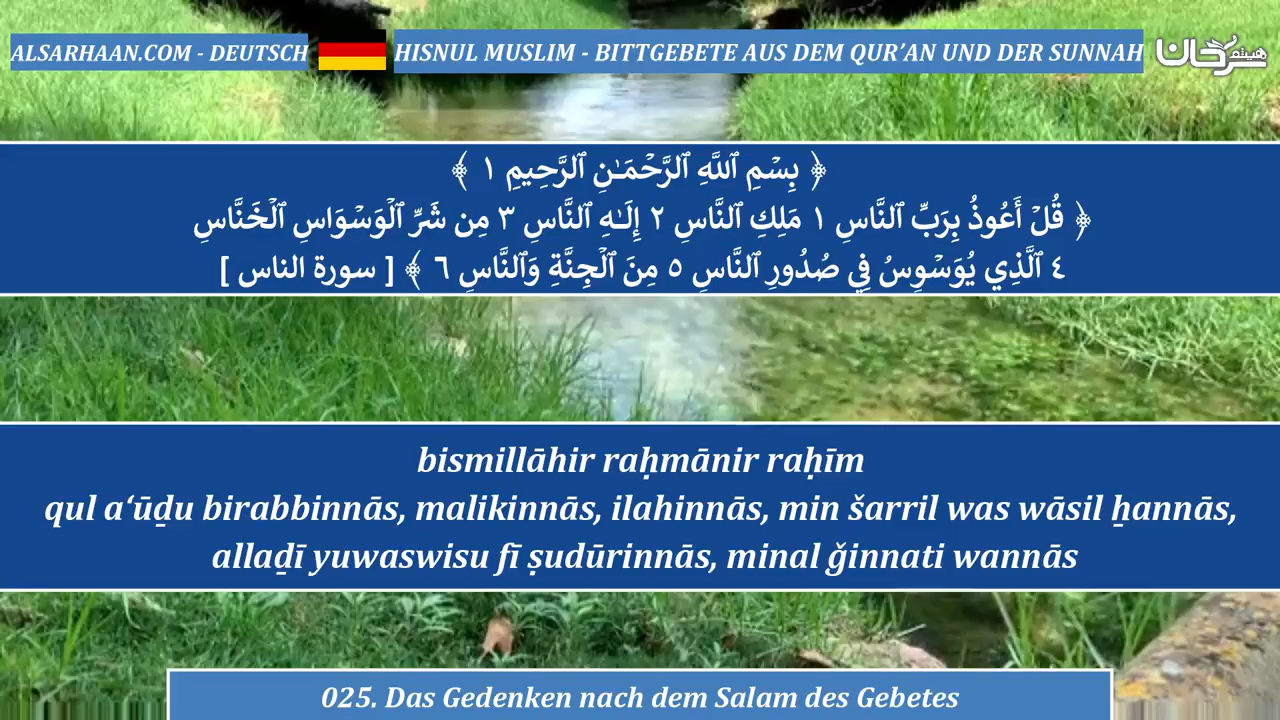 ALSARHAAN.COM - DEUTSCH
HISNUL MUSLIM - BITTGEBETE AUS DEM QUR’AN UND DER SUNNAH
هيثم سرحان
﴿ بِسۡمِ ٱللَّهِ ٱلرَّحۡمَـٰنِ ٱلرَّحِيمِ ١ ﴾
﴿ قُلۡ أَعُوذُ بِرَبِّ ٱلنَّاسِ ١ مَلِكِ ٱلنَّاسِ ٢ إِلَـٰهِ ٱلنَّاسِ ٣ مِن شَرِّ ٱلۡوَسۡوَاسِ ٱلۡخَنَّاسِ
٤ ٱلَّذِي يُوَسۡوِسُ فِي صُدُورِ ٱلنَّاسِ ٥ مِنَ ٱلۡجِنَّةِ وَٱلنَّاسِ ٦ ﴾ [ سورة الناس ]
bismillāhir raḥmānir raḥīm
qul a‘ūḏu birabbinnās, malikinnās, ilahinnās, min šarril was wāsil ḫannās,
allaḏī yuwaswisu fī ṣudūrinnās, minal ǧinnati wannās
025. Das Gedenken nach dem Salam des Gebetes